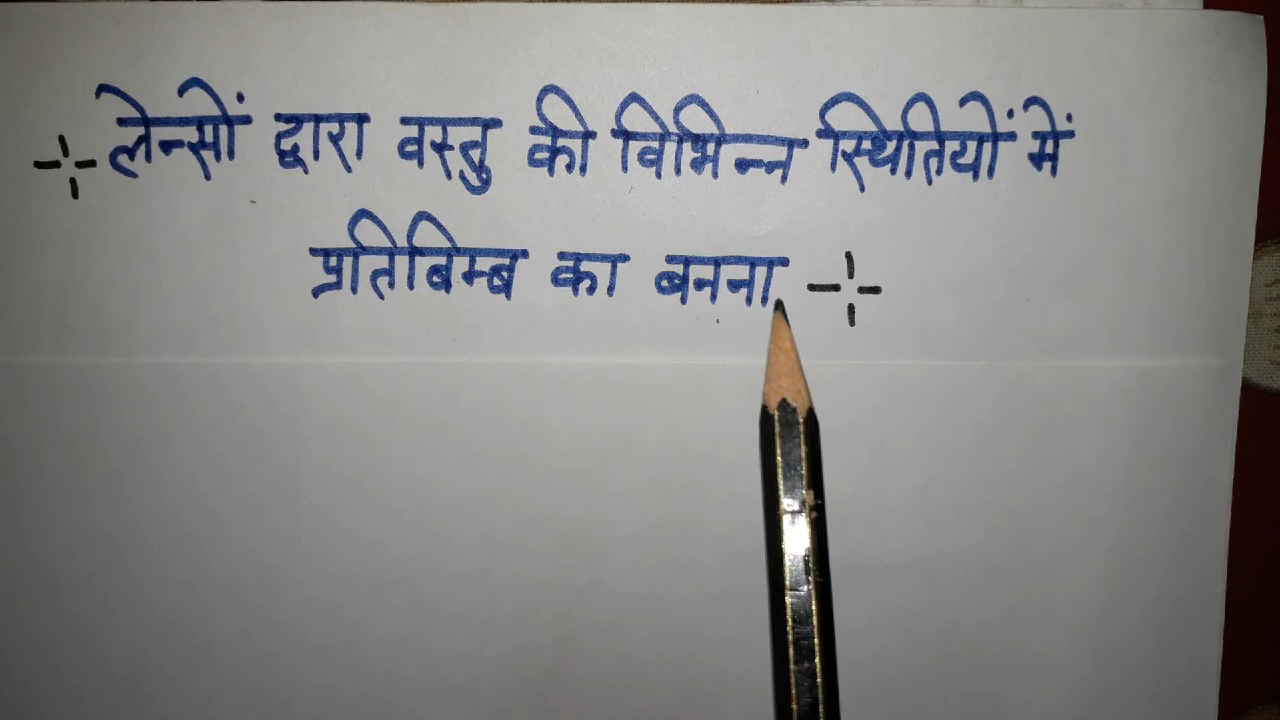 लेन्सों द्वारा वस्तु की विभिन्न स्थितियों में
प्रतिबिम्ब का बनना